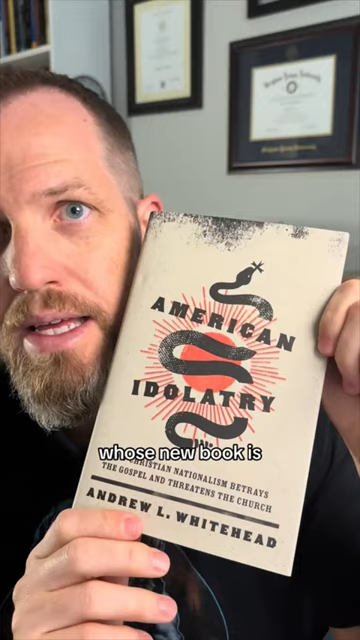 AMERICAN
IDOLATRY
whose new book is
CHRISTIAN NATIONALISM BETRAYS
THE GOSPEL AND THREATENS THE CHURCH
ANDREW L. WHITEHEAD